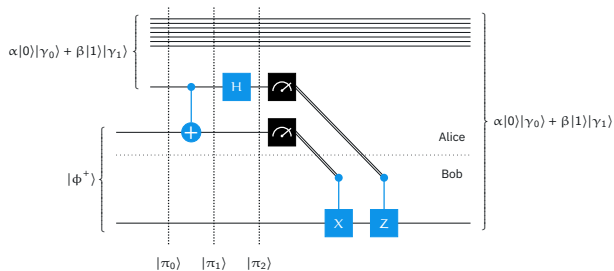 α|0⟩|γ₀⟩ + β|1⟩|γ₁⟩
H
α|0⟩|γ₀⟩ + β|1⟩|γ₁⟩
Alice
Bob
|ϕ⁺⟩
X
Z
|π₀⟩
|π₁⟩
|π₂⟩